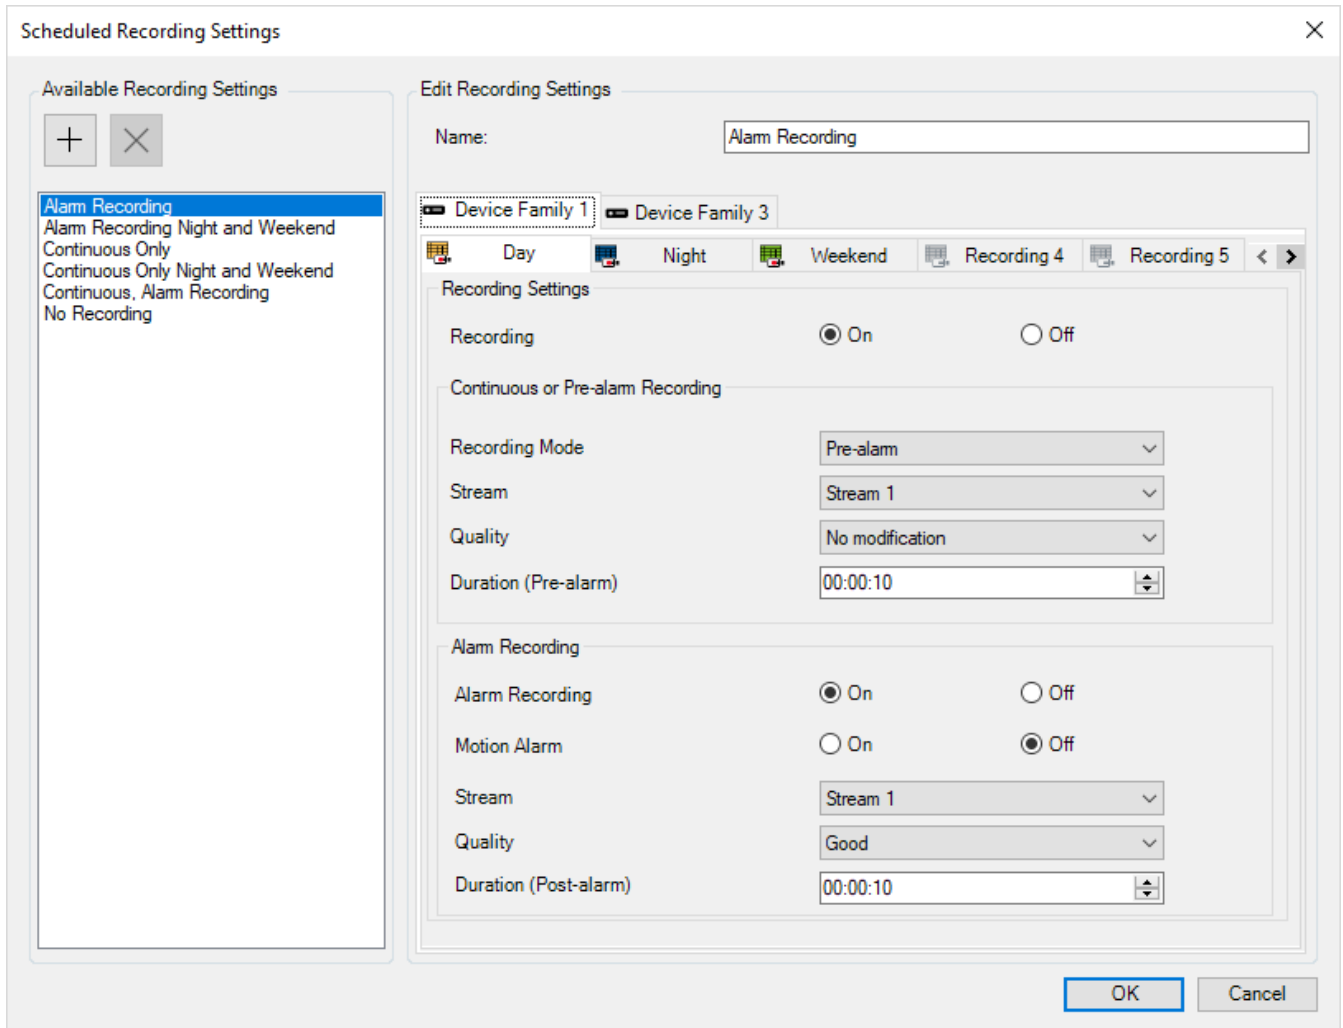 Scheduled Recording Settings
Available Recording Settings
Alarm Recording
Alarm Recording Night and Weekend
Continuous Only
Continuous Only Night and Weekend
Continuous, Alarm Recording
No Recording
Edit Recording Settings
Name: Alarm Recording
Device Family 1 Device Family 3
Day Night Weekend Recording 4 Recording 5
Recording Settings
Recording On Off
Continuous or Pre-alarm Recording
Recording Mode Pre-alarm
Stream Stream 1
Quality No modification
Duration (Pre-alarm) 00:00:10
Alarm Recording
Alarm Recording On Off
Motion Alarm On Off
Stream Stream 1
Quality Good
Duration (Post-alarm) 00:00:10
OK Cancel